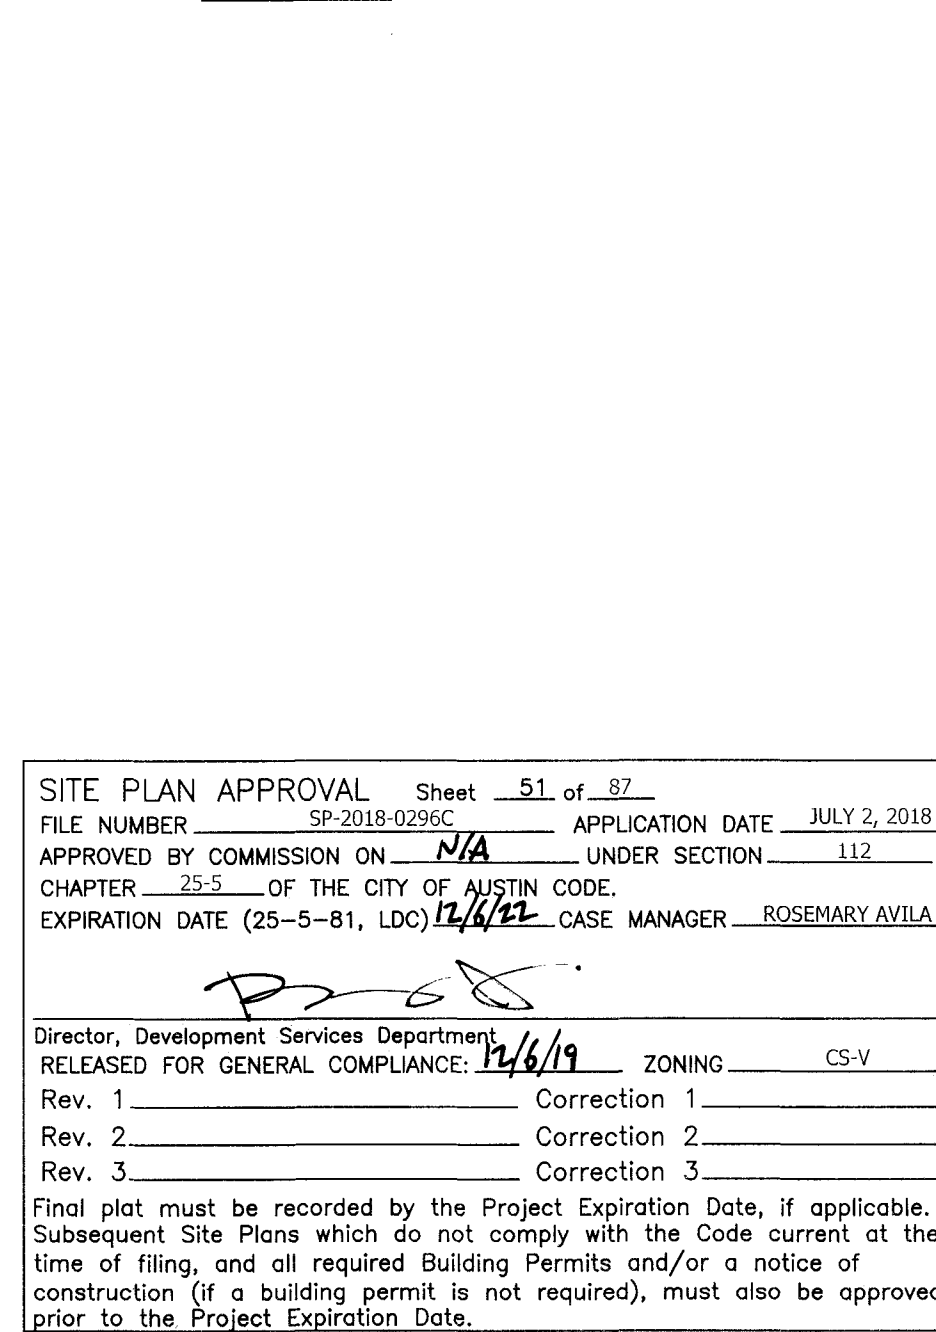 SITE PLAN APPROVAL Sheet 51 of 87
FILE NUMBER SP-2018-0296C APPLICATION DATE JULY 2, 2018
APPROVED BY COMMISSION ON N/A UNDER SECTION 112
CHAPTER 25-5 OF THE CITY OF AUSTIN CODE.
EXPIRATION DATE (25-5-81, LDC) 12/6/22 CASE MANAGER ROSEMARY AVILA
Director, Development Services Department
RELEASED FOR GENERAL COMPLIANCE: 12/6/19 ZONING CS-V
Rev. 1 Correction 1
Rev. 2 Correction 2
Rev. 3 Correction 3
Final plat must be recorded by the Project Expiration Date, if applicable.
Subsequent Site Plans which do not comply with the Code current at the
time of filing, and all required Building Permits and/or a notice of
construction (if a building permit is not required), must also be approved
prior to the Project Expiration Date.